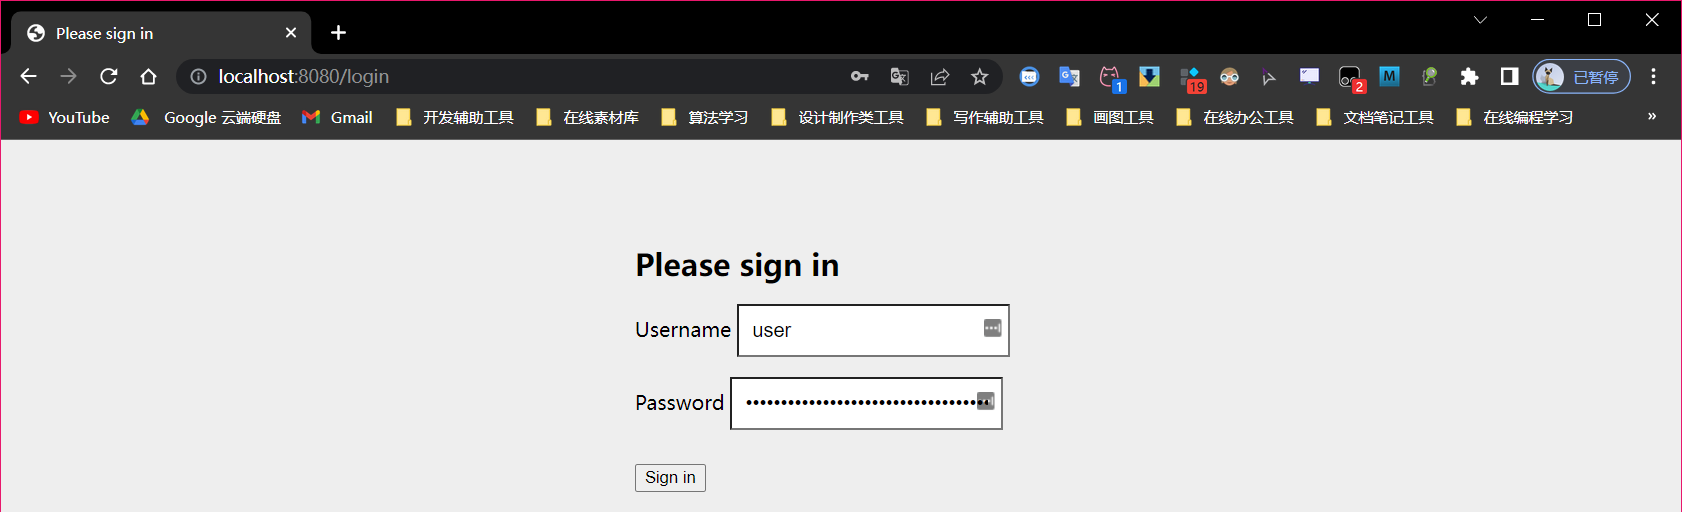 Please sign in
localhost:8080/login
1
19
M
2
已暂停
YouTube Google 云端硬盘 Gmail 开发辅助工具 在线素材库 算法学习 设计制作类工具 写作辅助工具 画图工具 在线办公工具 文档笔记工具 在线编程学习 »
Please sign in
Username user
Password ••••••••••••••••••••••••••••••••••••
Sign in